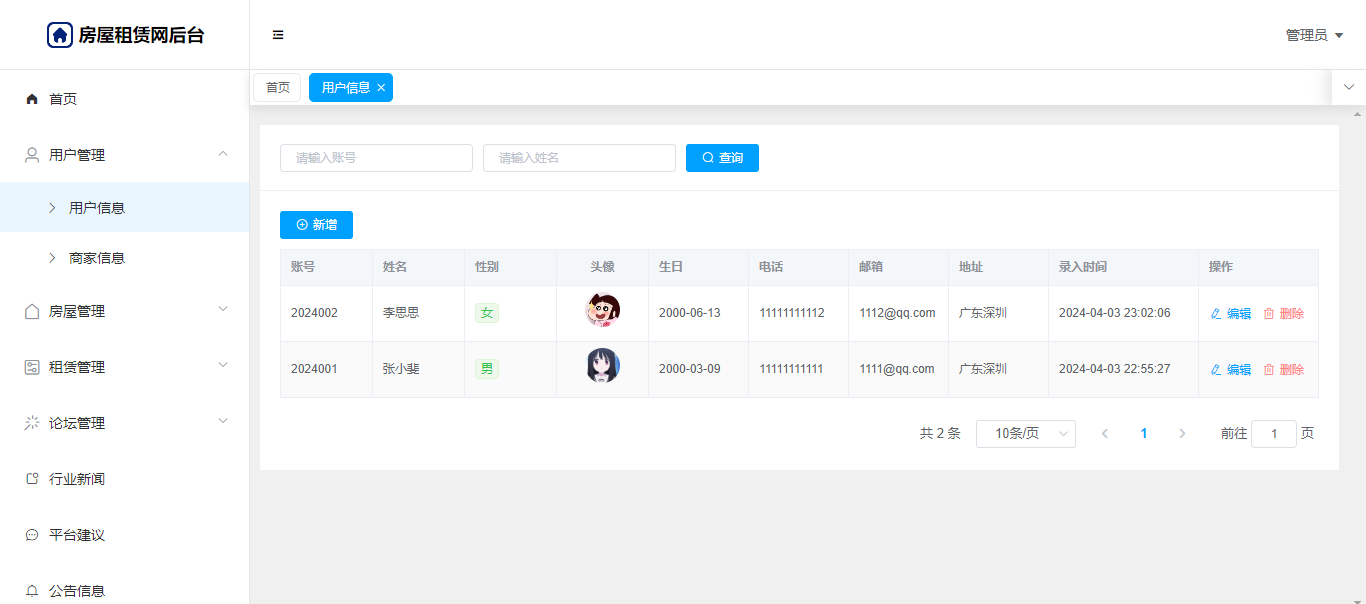 房屋租赁网后台
管理员
首页
用户管理
用户信息
商家信息
房屋管理
租赁管理
论坛管理
行业新闻
平台建议
公告信息
首页 用户信息
请输入账号 请输入姓名 查询
新增
账号 姓名 性别 头像 生日 电话 邮箱 地址 录入时间 操作
2024002 李思思 女 2000-06-13 11111111112 1112@qq.com 广东深圳 2024-04-03 23:02:06 编辑 删除
2024001 张小斐 男 2000-03-09 11111111111 1111@qq.com 广东深圳 2024-04-03 22:55:27 编辑 删除
共 2 条 10条/页 1 前往 1 页